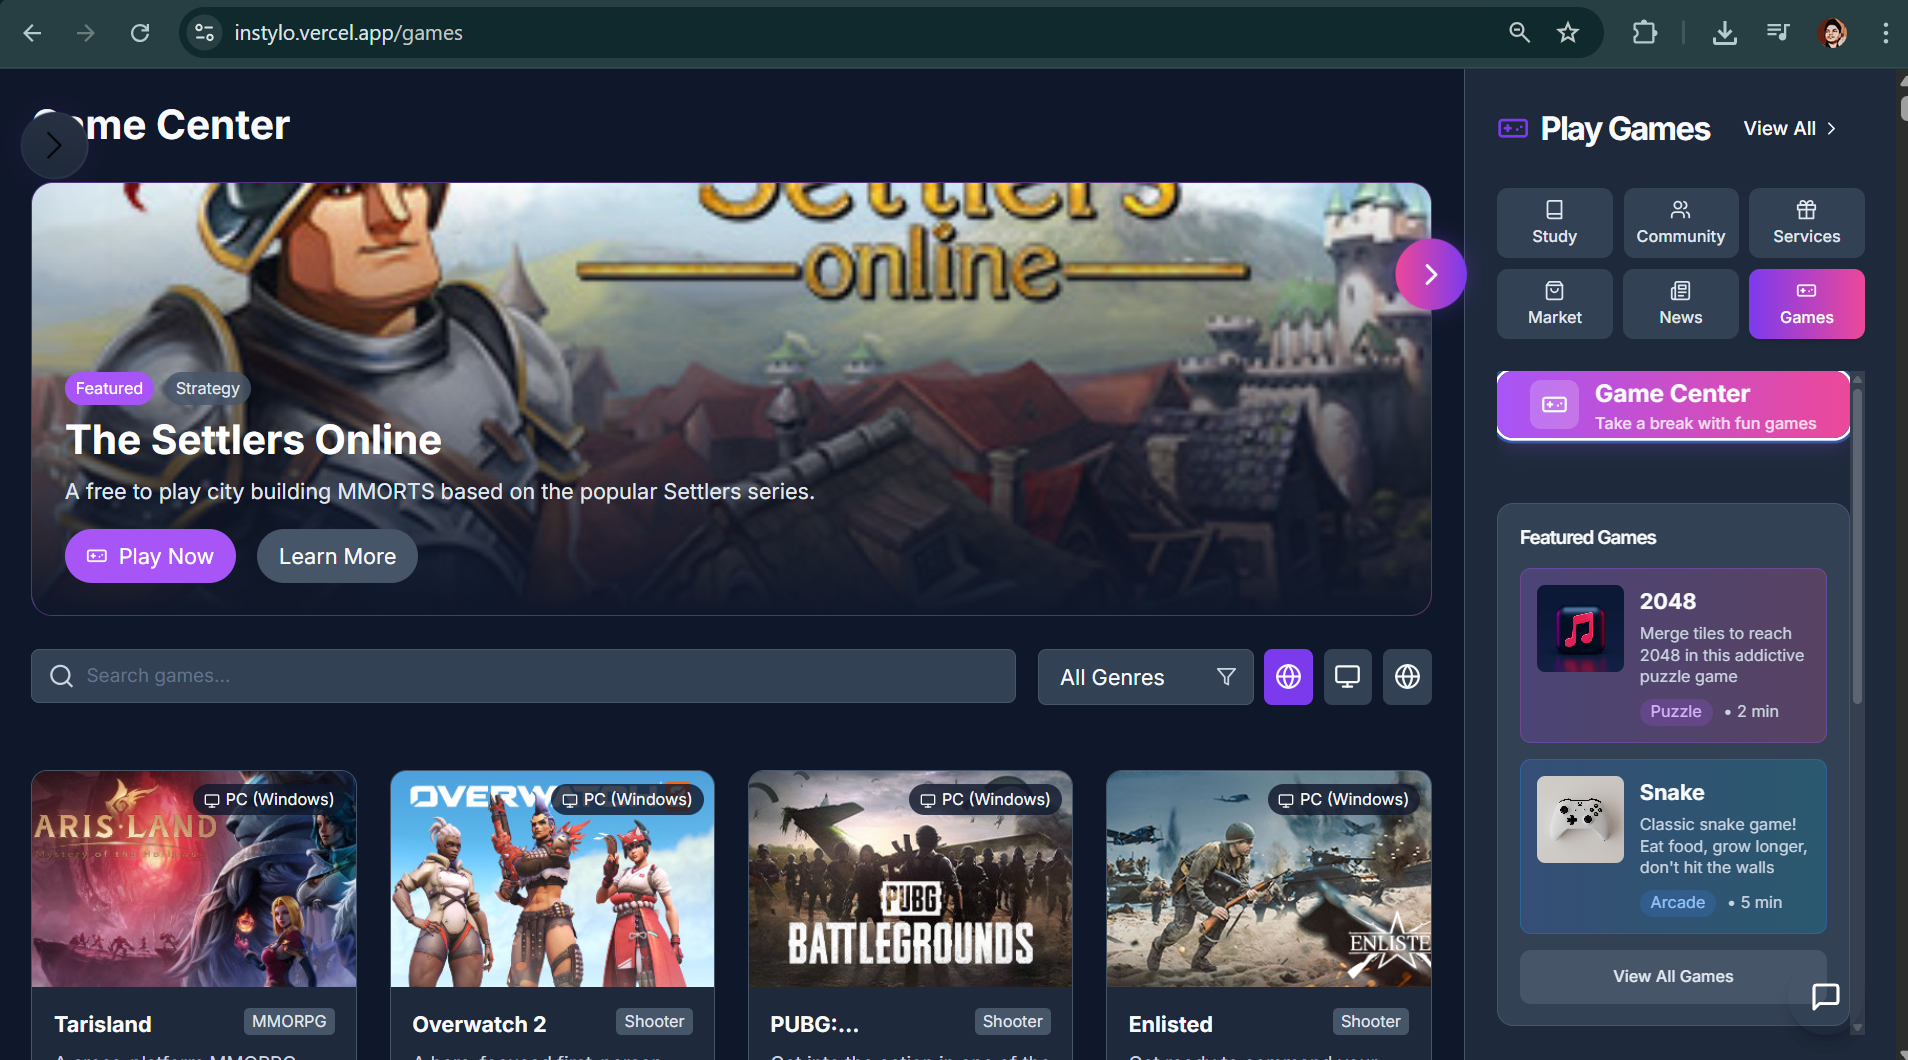 instylo.vercel.app/games
me Center
Settlers
online
Featured
Strategy
The Settlers Online
A free to play city building MMORTS based on the popular Settlers series.
Play Now
Learn More
Search games...
All Genres
PC (Windows)
ARIS·LAND
Tarisland
MMORPG
PC (Windows)
OVERW
Overwatch 2
Shooter
PC (Windows)
PUBG
BATTLEGROUNDS
PUBG:...
Shooter
PC (Windows)
ENLISTE
Enlisted
Shooter
Play Games
View All
Study
Community
Services
Market
News
Games
Game Center
Take a break with fun games
Featured Games
2048
Merge tiles to reach
2048 in this addictive
puzzle game
Puzzle
• 2 min
Snake
Classic snake game!
Eat food, grow longer,
don't hit the walls
Arcade
• 5 min
View All Games